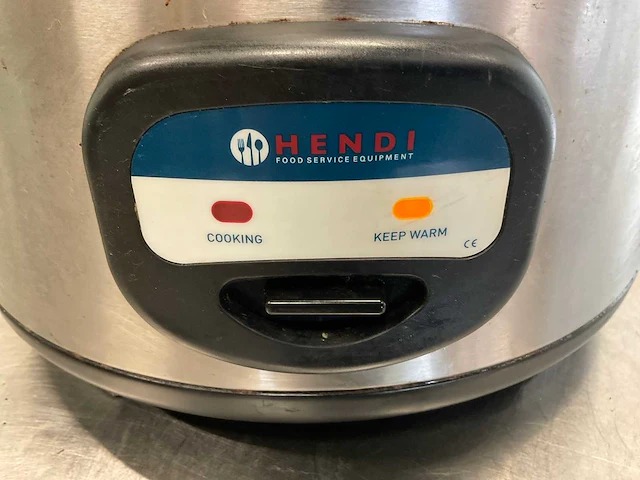 HENDI
FOOD SERVICE EQUIPMENT
COOKING
KEEP WARM
CE